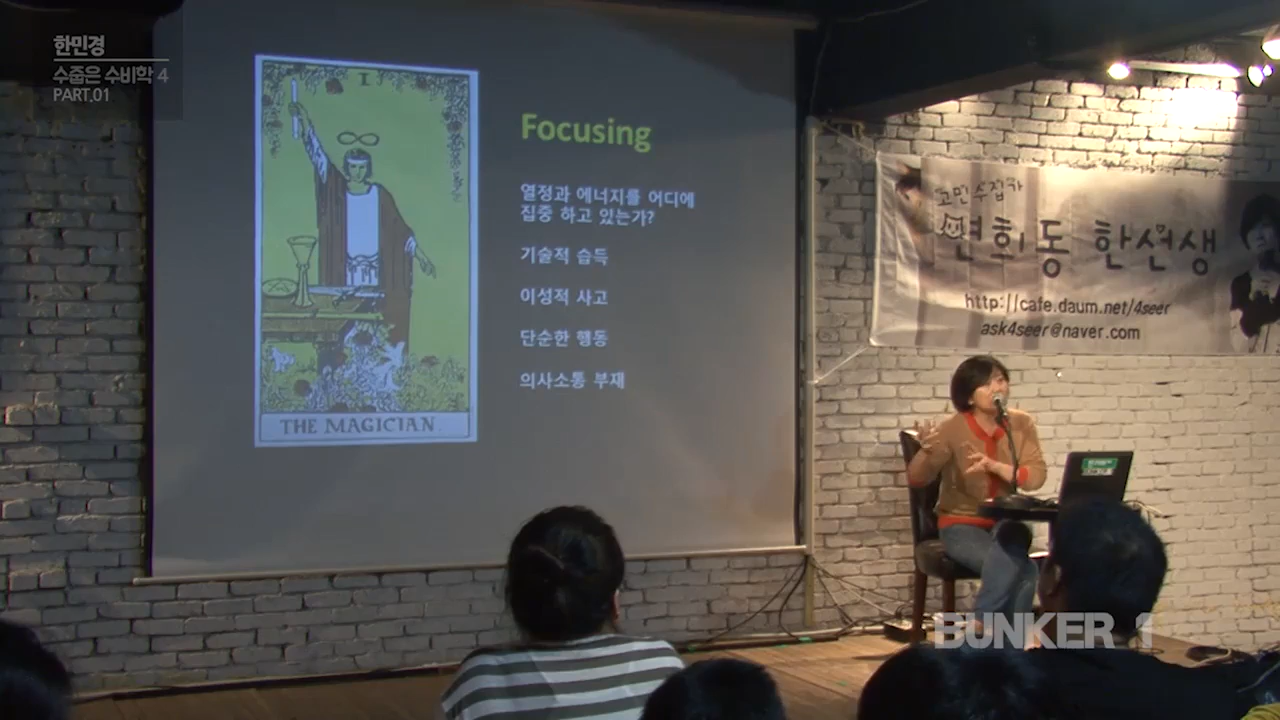 한민경
수줍은 수비학 4
PART.01
I
THE MAGICIAN.
Focusing
열정과 에너지를 어디에
집중 하고 있는가?
기술적 습득
이성적 사고
단순한 행동
의사소통 부재
고민 수집가
연희동 한선생
http://cafe.daum.net/4seer
ask4seer@naver.com
BUNKER 1